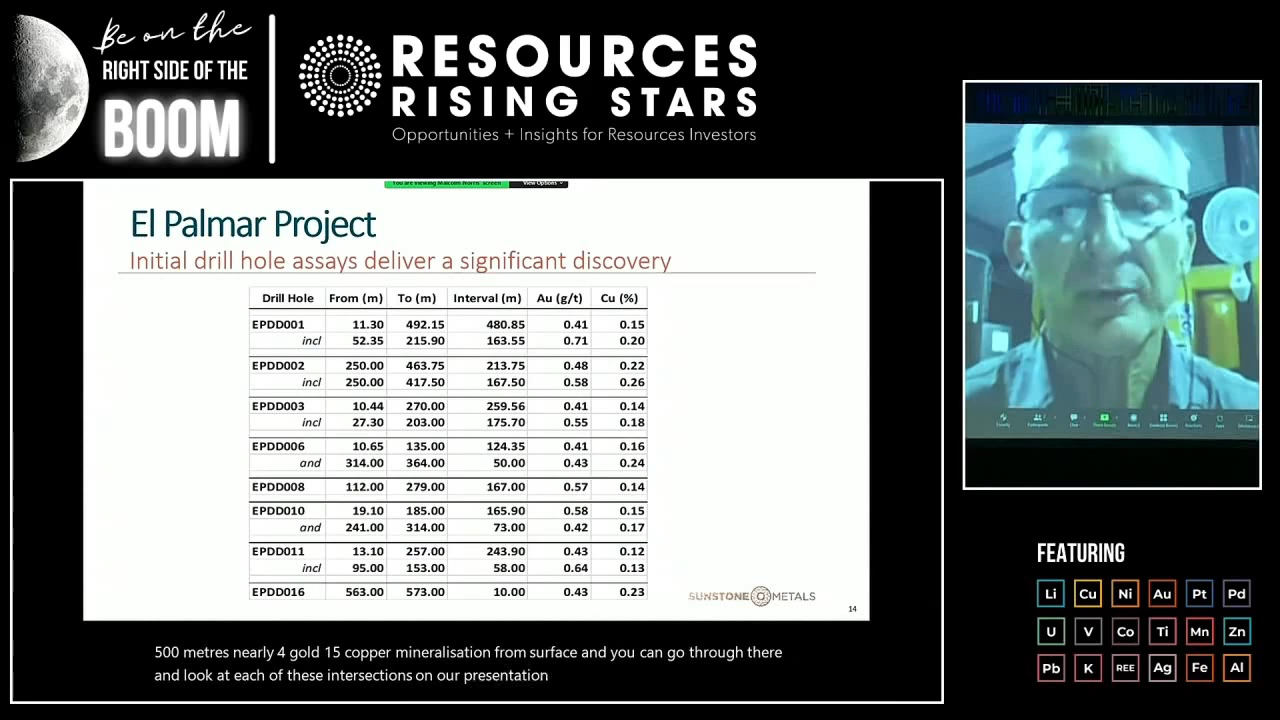 Be on the
RIGHT SIDE OF THE
BOOM
RESOURCES
RISING STARS
Opportunities + Insights for Resources Investors
You are viewing Malcolm Norris' screen View Options
El Palmar Project
Initial drill hole assays deliver a significant discovery
Drill Hole From (m) To (m) Interval (m) Au (g/t) Cu (%)
EPDD001 11.30 492.15 480.85 0.41 0.15
incl 52.35 215.90 163.55 0.71 0.20
EPDD002 250.00 463.75 213.75 0.48 0.22
incl 250.00 417.50 167.50 0.58 0.26
EPDD003 10.44 270.00 259.56 0.41 0.14
incl 27.30 203.00 175.70 0.55 0.18
EPDD006 10.65 135.00 124.35 0.41 0.16
and 314.00 364.00 50.00 0.43 0.24
EPDD008 112.00 279.00 167.00 0.57 0.14
EPDD010 19.10 185.00 165.90 0.58 0.15
and 241.00 314.00 73.00 0.42 0.17
EPDD011 13.10 257.00 243.90 0.43 0.12
incl 95.00 153.00 58.00 0.64 0.13
EPDD016 563.00 573.00 10.00 0.43 0.23
SUNSTONE METALS
14
500 metres nearly 4 gold 15 copper mineralisation from surface and you can go through there
and look at each of these intersections on our presentation
FEATURING
Li Cu Ni Au Pt Pd
U V Co Ti Mn Zn
Pb K REE Ag Fe Al